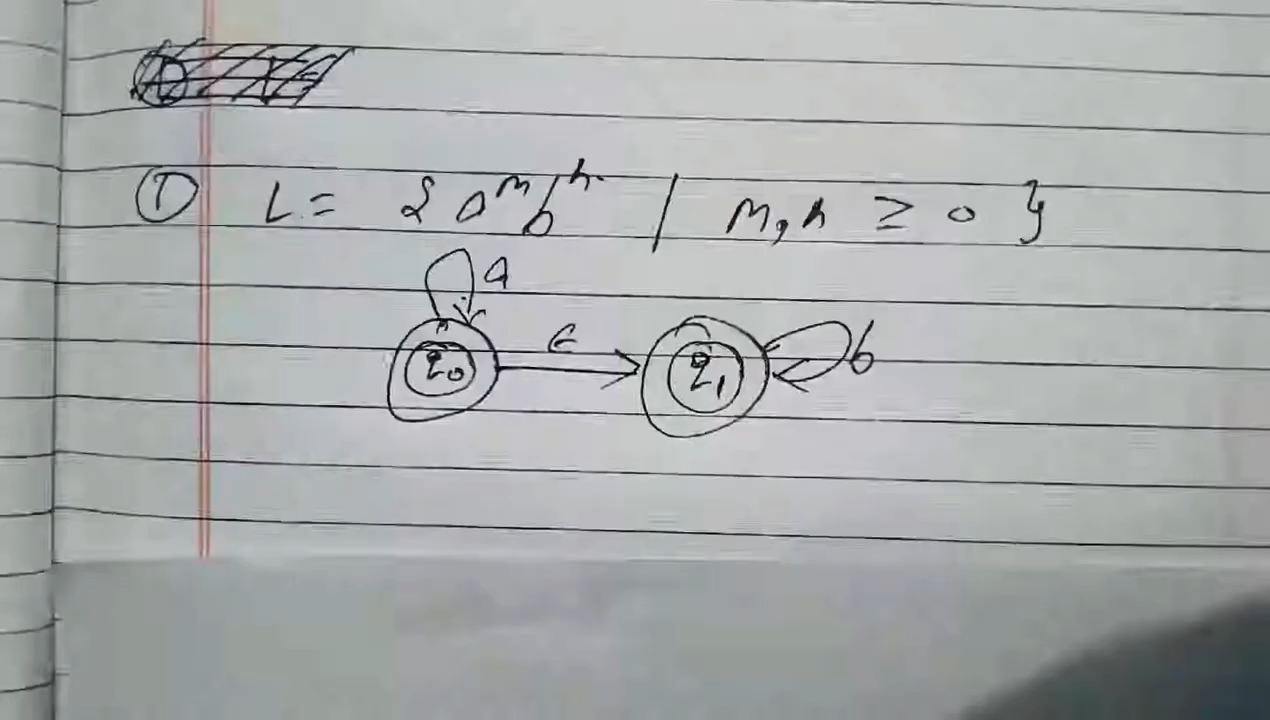 ① L = { a^m b^n | m, n ≥ 0 }
a
q₀ ε q₁ b